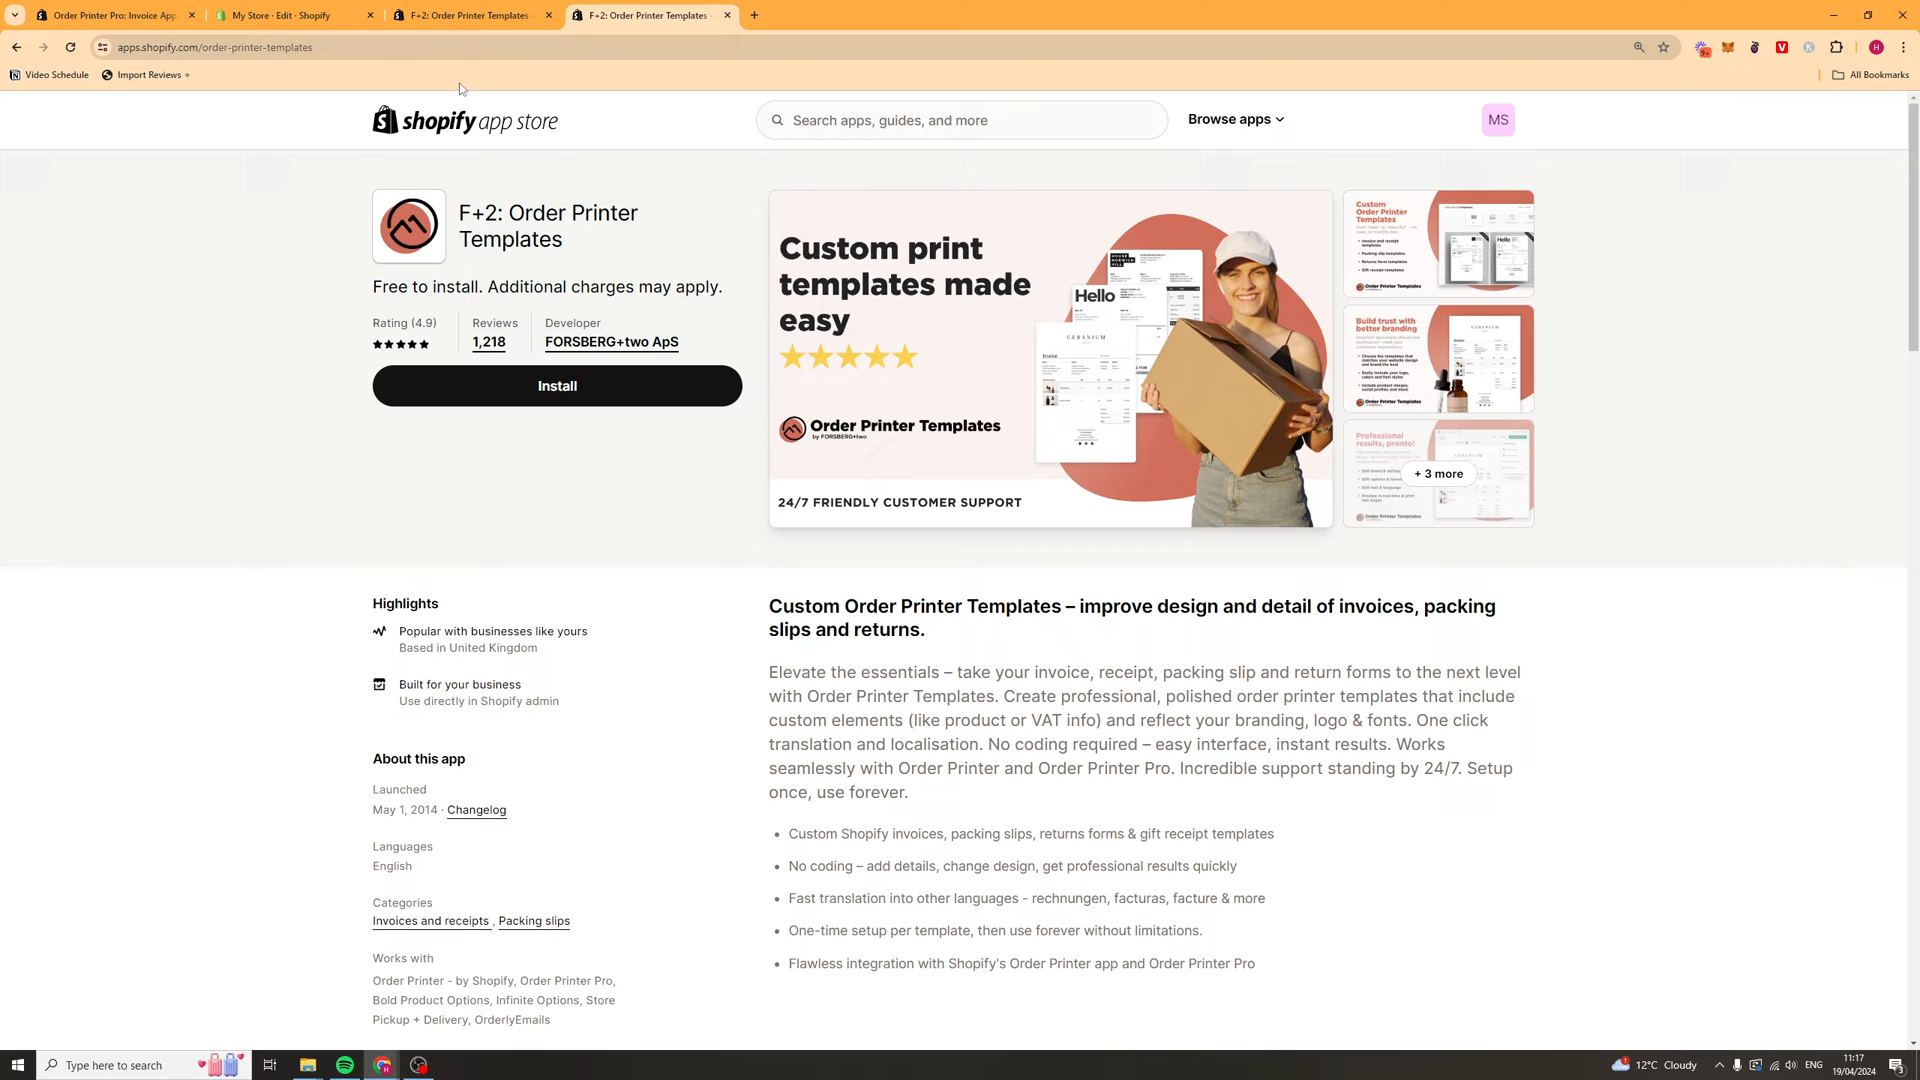 Order Printer Pro: Invoice App
My Store · Edit · Shopify
F+2: Order Printer Templates -
F+2: Order Printer Templates -
apps.shopify.com/order-printer-templates
H
Video Schedule
Import Reviews
All Bookmarks
shopify app store
Search apps, guides, and more
Browse apps
MS
F+2: Order Printer
Templates
Free to install. Additional charges may apply.
Rating (4.9)
Reviews
1,218
Developer
FORSBERG+two ApS
Install
Custom print
templates made
easy
Order Printer Templates
by FORSBERG+two
24/7 FRIENDLY CUSTOMER SUPPORT
Hello
GERANIUM
Custom
Order Printer
Templates
Hello
Order Printer Templates
Build trust with
better branding
GERANIUM
Order Printer Templates
Professional
results, pronto!
+ 3 more
Order Printer Templates
Highlights
Popular with businesses like yours
Based in United Kingdom
Built for your business
Use directly in Shopify admin
About this app
Launched
May 1, 2014 · Changelog
Languages
English
Categories
Invoices and receipts , Packing slips
Works with
Order Printer - by Shopify, Order Printer Pro,
Bold Product Options, Infinite Options, Store
Pickup + Delivery, OrderlyEmails
Custom Order Printer Templates – improve design and detail of invoices, packing
slips and returns.
Elevate the essentials – take your invoice, receipt, packing slip and return forms to the next level
with Order Printer Templates. Create professional, polished order printer templates that include
custom elements (like product or VAT info) and reflect your branding, logo & fonts. One click
translation and localisation. No coding required – easy interface, instant results. Works
seamlessly with Order Printer and Order Printer Pro. Incredible support standing by 24/7. Setup
once, use forever.
• Custom Shopify invoices, packing slips, returns forms & gift receipt templates
• No coding – add details, change design, get professional results quickly
• Fast translation into other languages - rechnungen, facturas, facture & more
• One-time setup per template, then use forever without limitations.
• Flawless integration with Shopify's Order Printer app and Order Printer Pro
Type here to search
12°C Cloudy
ENG
11:17
19/04/2024